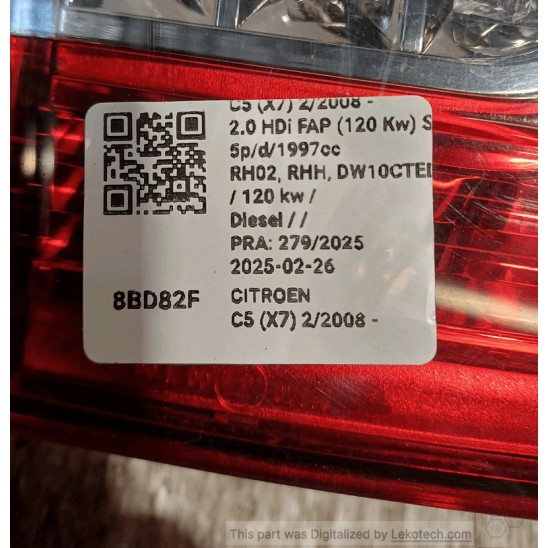 C5 (X7) 2/2008 -
2.0 HDi FAP (120 Kw) S
5p/d/1997cc
RH02, RHH, DW10CTED
/ 120 kw /
Diesel / /
PRA: 279/2025
2025-02-26
8BD82F CITROEN
C5 (X7) 2/2008 -
This part was Digitalized by Lekotech.com